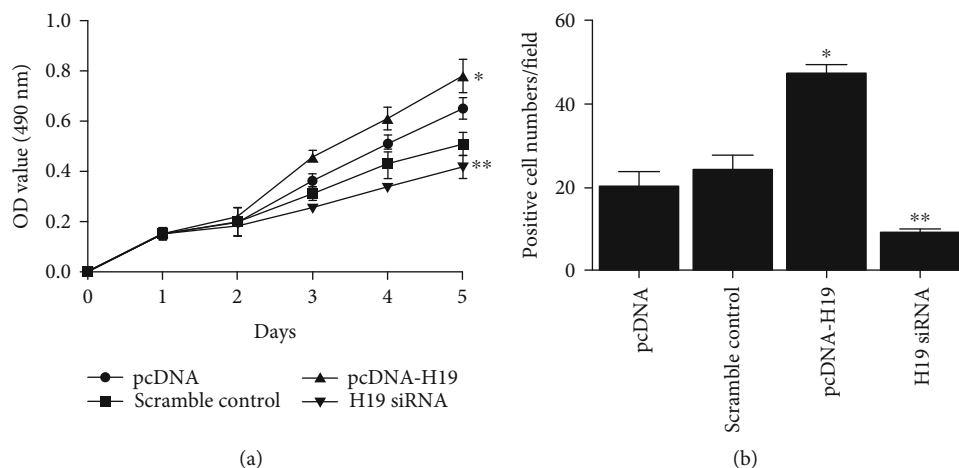 1.0
0.8
0.6
0.4
0.2
0.0
OD value (490 nm)
*
**
0 1 2 3 4 5
Days
pcDNA
pcDNA-H19
Scramble control
H19 siRNA
(a)
60
40
20
0
Positive cell numbers/field
*
**
pcDNA
Scramble control
pcDNA-H19
H19 siRNA
(b)